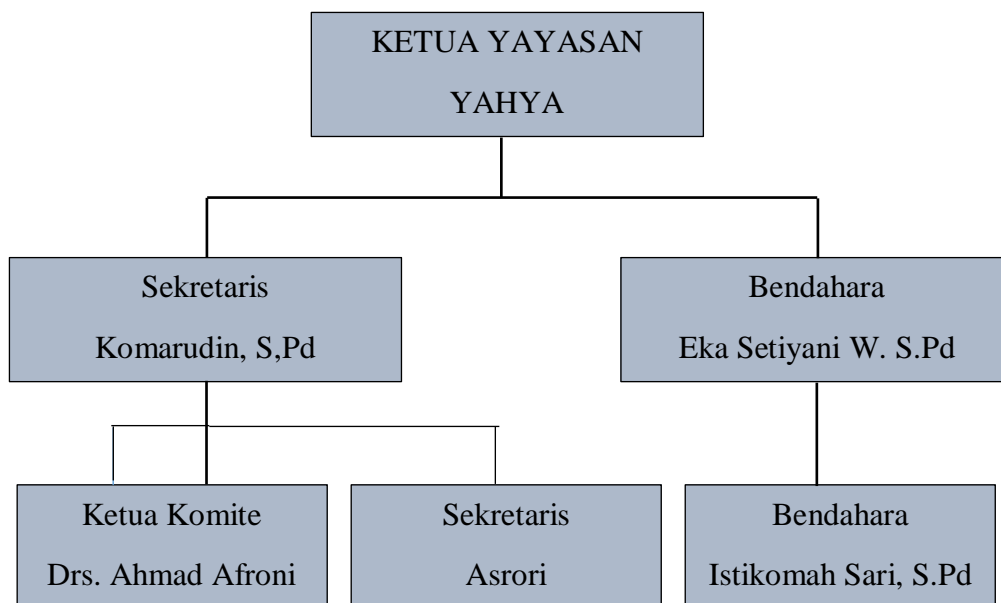 KETUA YAYASAN
YAHYA
Sekretaris
Komarudin, S,Pd
Bendahara
Eka Setiyani W. S.Pd
Ketua Komite
Drs. Ahmad Afroni
Sekretaris
Asrori
Bendahara
Istikomah Sari, S.Pd